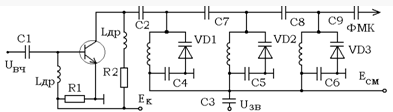 C2 C7 C8 C9
Lдр ФМК
C1 VD1 VD2 VD3
Uвч
Lдр R2 C4 C5 C6
R1 Eк C3 Uзв Eсм